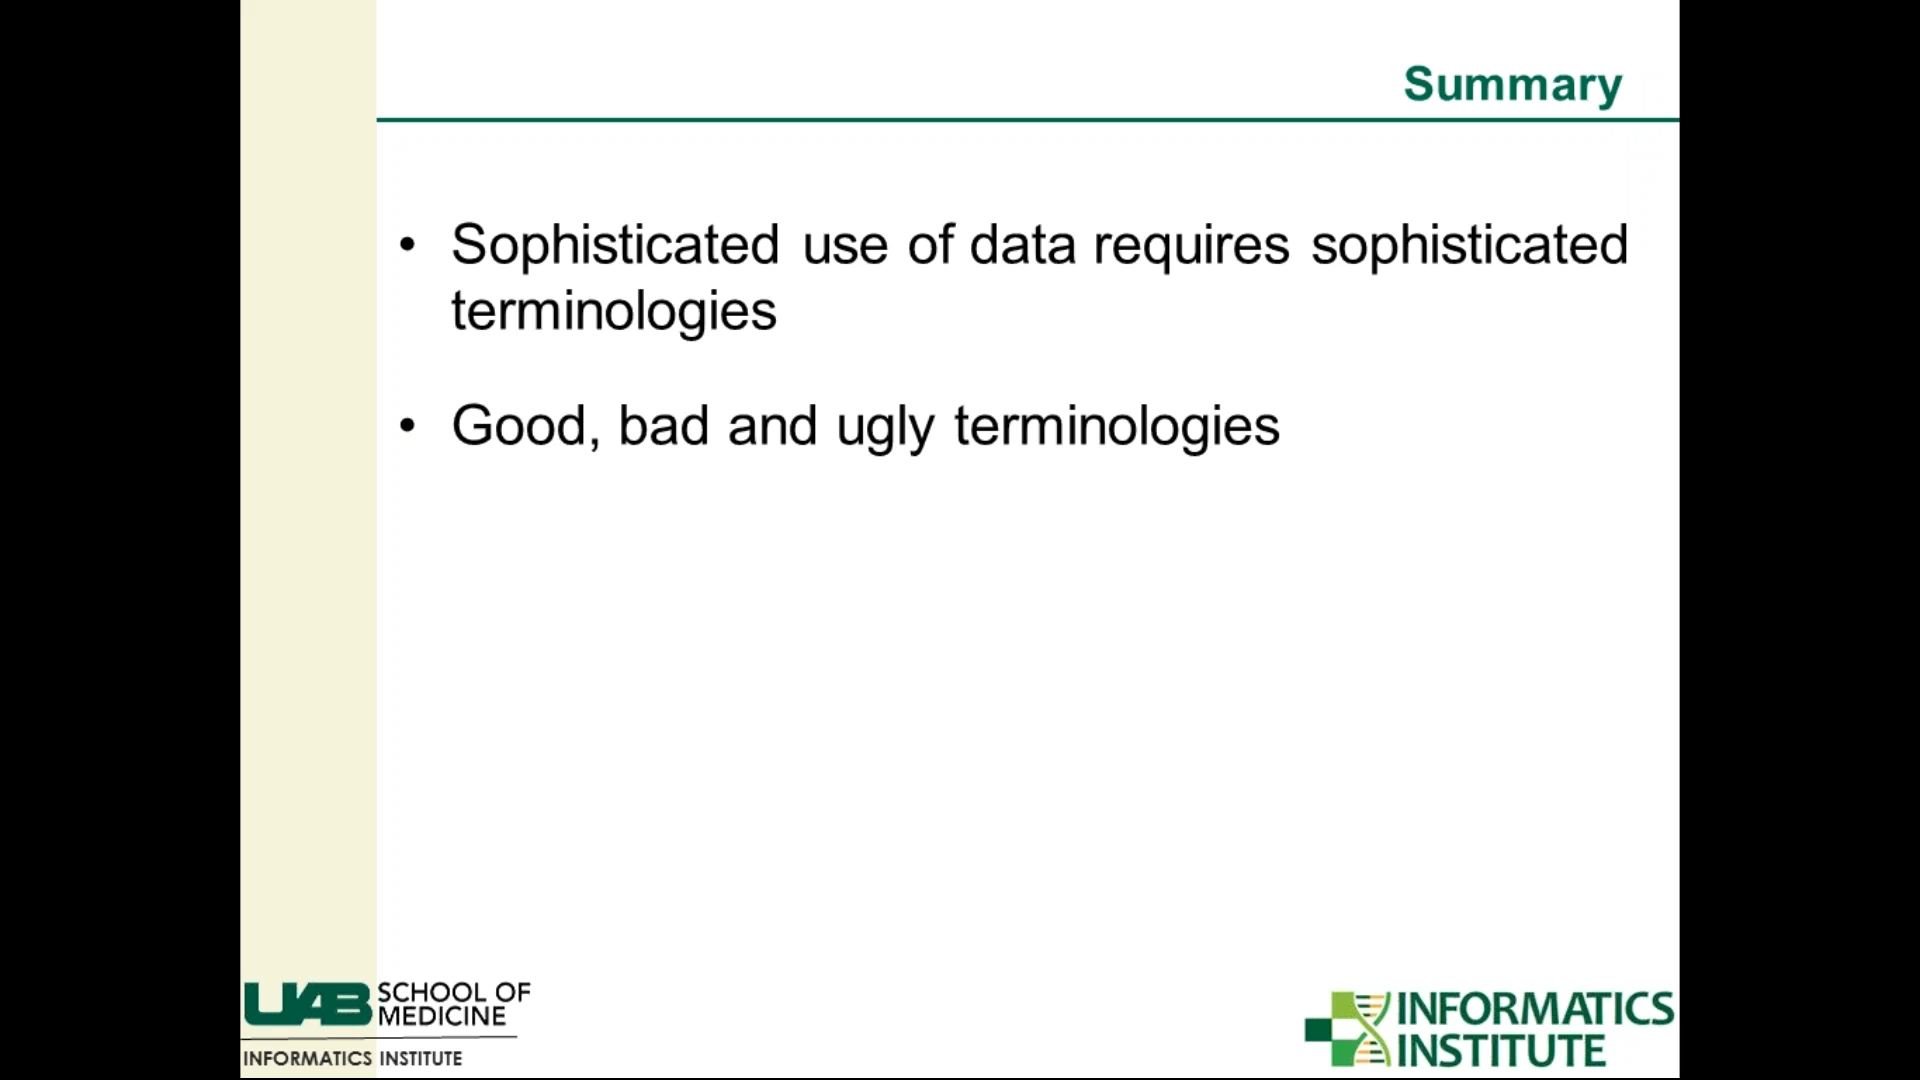 Summary
• Sophisticated use of data requires sophisticated
terminologies
• Good, bad and ugly terminologies
UAB SCHOOL OF
MEDICINE
INFORMATICS INSTITUTE
INFORMATICS
INSTITUTE